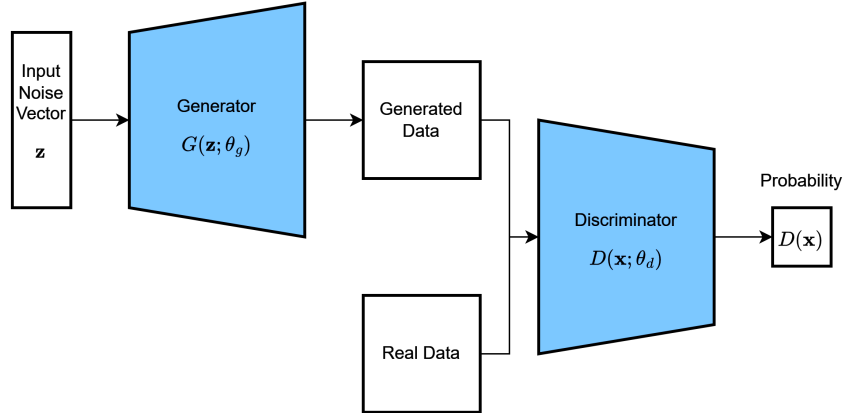 Input
Noise
Vector
z
Generator
G(z; θ_g)
Generated
Data
Real Data
Discriminator
D(x; θ_d)
Probability
D(x)